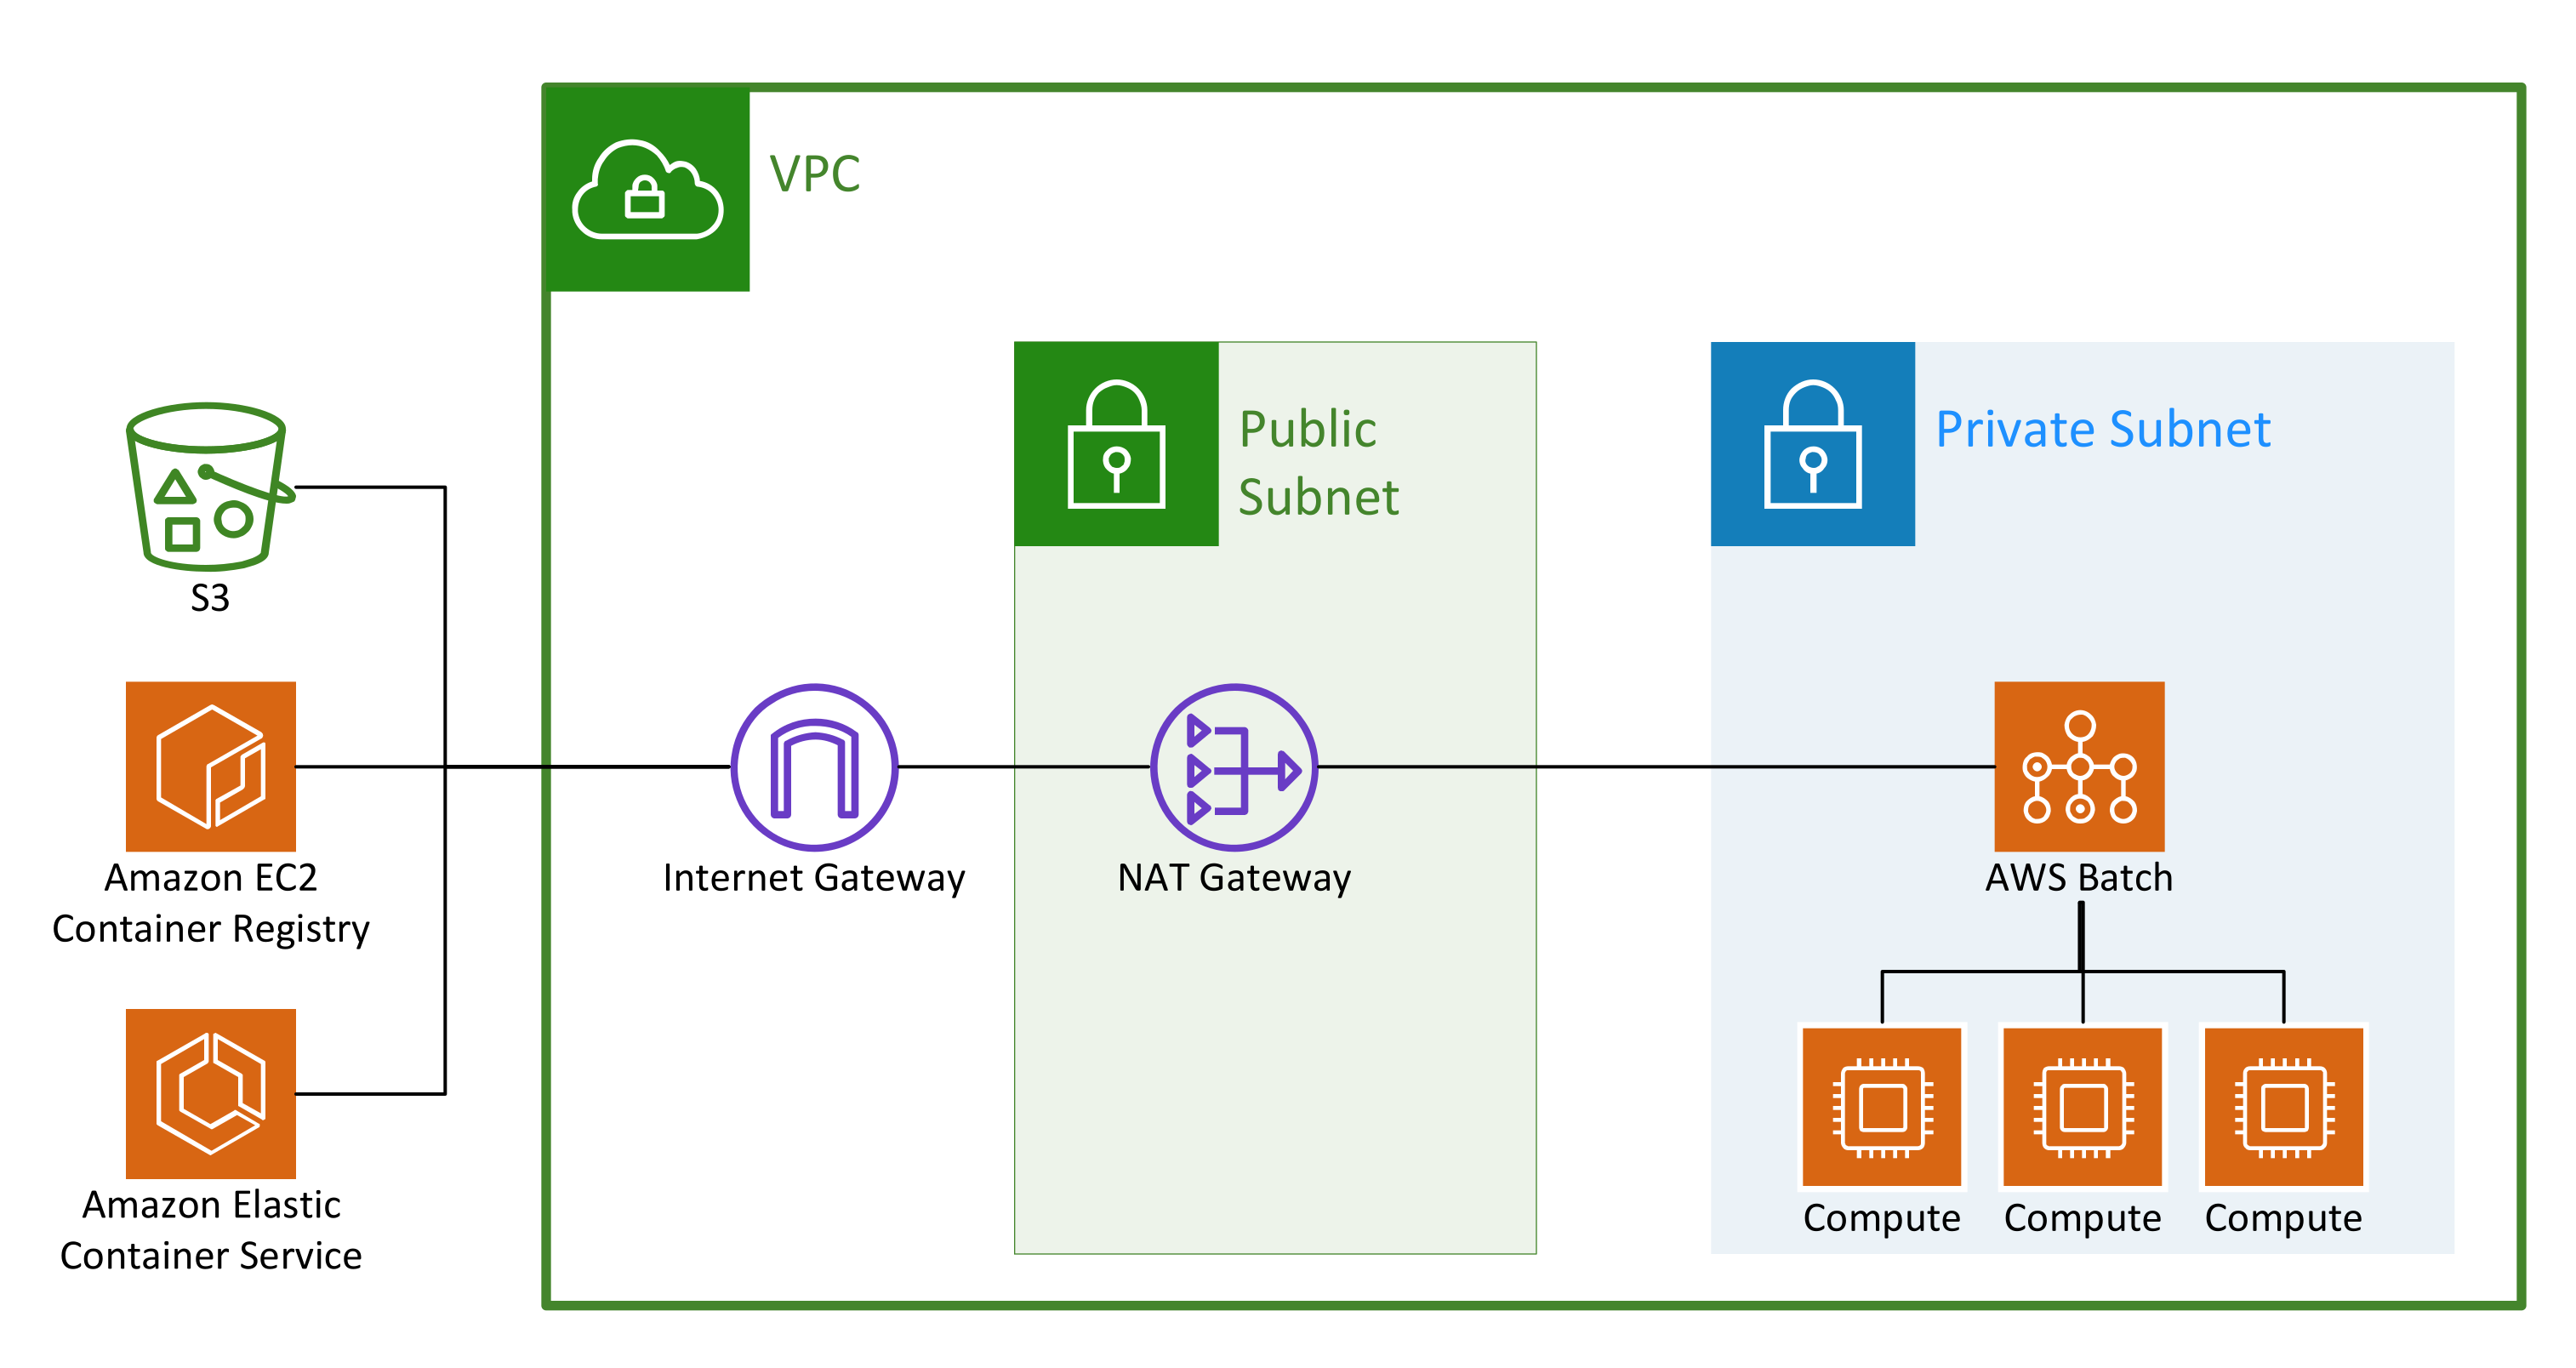 VPC
Public
Subnet
Private Subnet
S3
Amazon EC2
Container Registry
Internet Gateway
NAT Gateway
AWS Batch
Amazon Elastic
Container Service
Compute
Compute
Compute